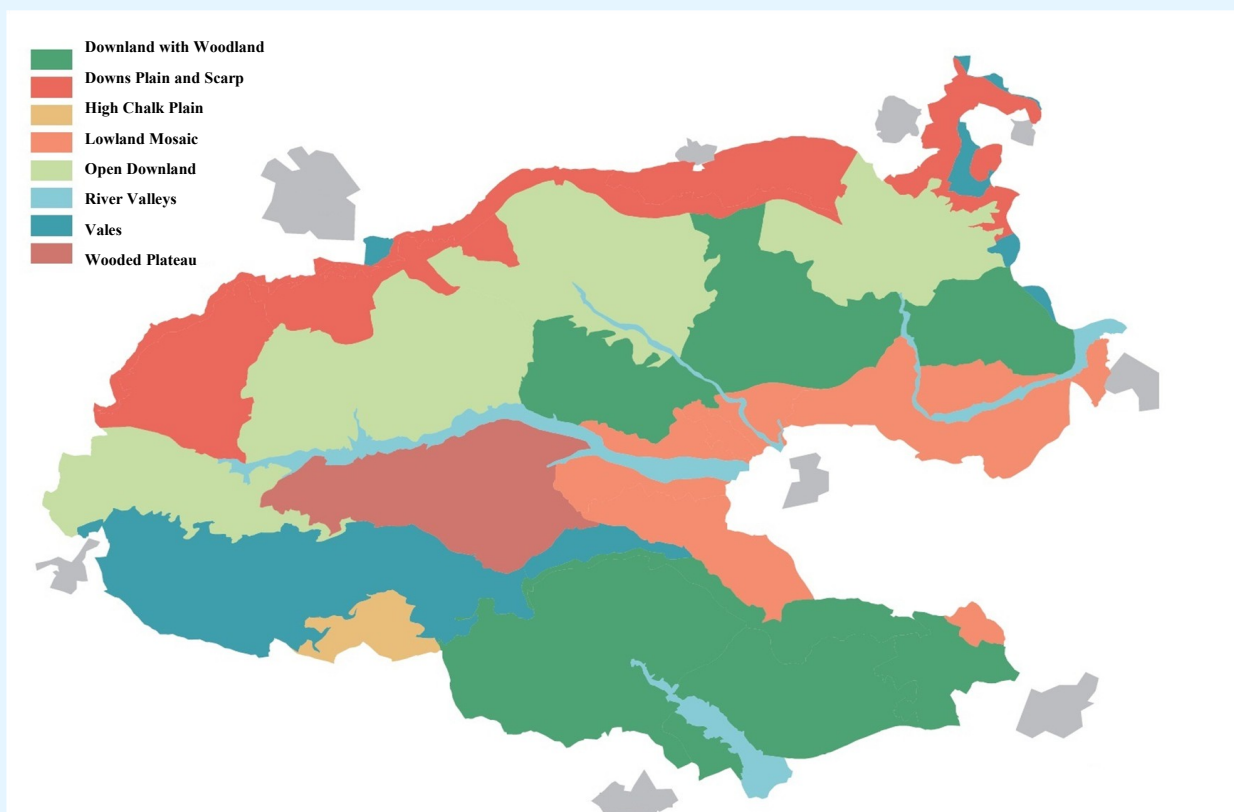 Downland with Woodland
Downs Plain and Scarp
High Chalk Plain
Lowland Mosaic
Open Downland
River Valleys
Vales
Wooded Plateau